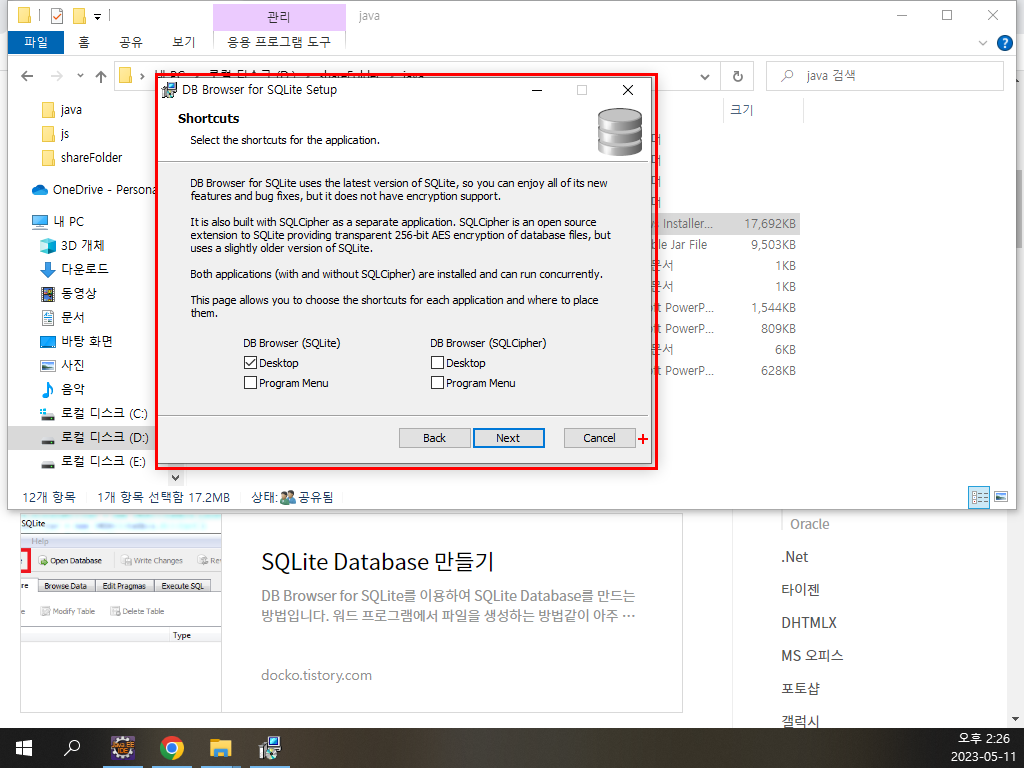 관리
java
파일
홈
공유
보기
응용 프로그램 도구
java 검색
java
js
shareFolder
OneDrive - Persona
내 PC
3D 개체
다운로드
동영상
문서
바탕 화면
사진
음악
로컬 디스크 (C:)
로컬 디스크 (D:)
로컬 디스크 (E:)
크기
Installer...
17,692KB
ble Jar File
9,503KB
문서
1KB
문서
1KB
oft PowerP...
1,544KB
oft PowerP...
809KB
문서
6KB
oft PowerP...
628KB
DB Browser for SQLite Setup
Shortcuts
Select the shortcuts for the application.
DB Browser for SQLite uses the latest version of SQLite, so you can enjoy all of its new
features and bug fixes, but it does not have encryption support.
It is also built with SQLCipher as a separate application. SQLCipher is an open source
extension to SQLite providing transparent 256-bit AES encryption of database files, but
uses a slightly older version of SQLite.
Both applications (with and without SQLCipher) are installed and can run concurrently.
This page allows you to choose the shortcuts for each application and where to place
them.
DB Browser (SQLite)
DB Browser (SQLCipher)
Desktop
Desktop
Program Menu
Program Menu
Back
Next
Cancel
12개 항목
1개 항목 선택함 17.2MB
상태:
공유됨
SQLite
Help
Open Database
Write Changes
Rev
re
Browse Data
Edit Pragmas
Execute SQL
Modify Table
Delete Table
Type
SQLite Database 만들기
DB Browser for SQLite를 이용하여 SQLite Database를 만드는
방법입니다. 워드 프로그램에서 파일을 생성하는 방법같이 아주 ···
docko.tistory.com
Oracle
.Net
타이젠
DHTMLX
MS 오피스
포토샵
갤럭시
오후 2:26
2023-05-11